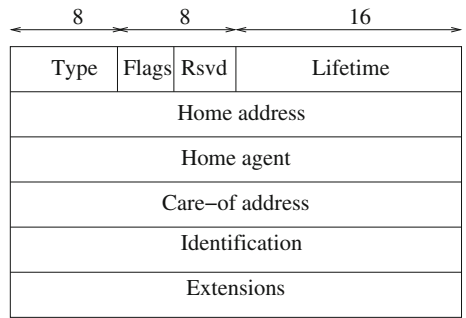 8 8 16
Type Flags Rsvd Lifetime
Home address
Home agent
Care−of address
Identification
Extensions